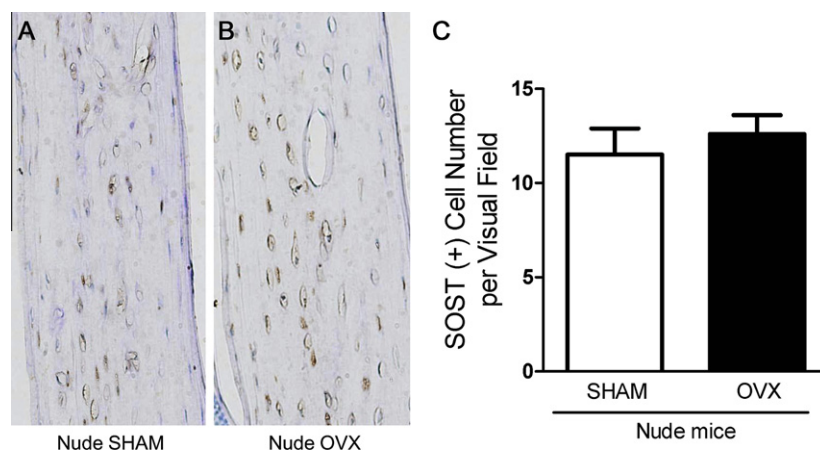 A
B
C
Nude SHAM
Nude OVX
SOST (+) Cell Number
per Visual Field
15
10
5
0
SHAM
OVX
Nude mice